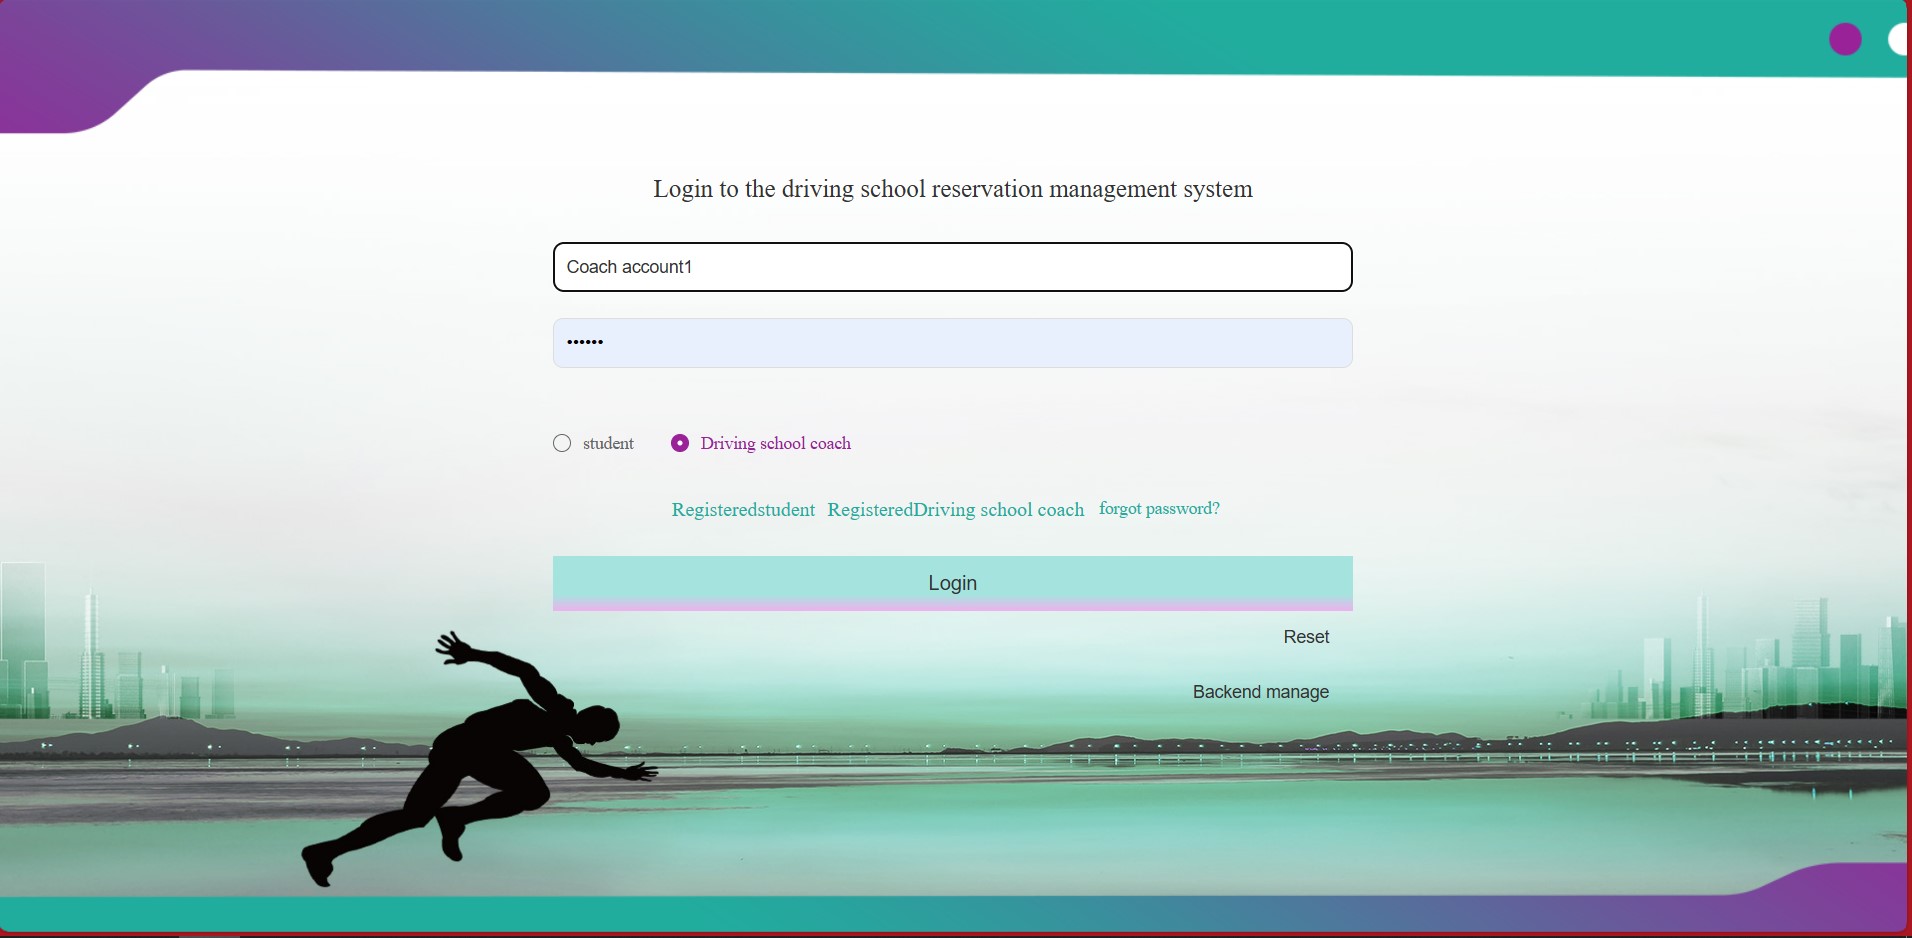 Login to the driving school reservation management system
Coach account1
••••••
student Driving school coach
Registeredstudent RegisteredDriving school coach forgot password?
Login
Reset
Backend manage